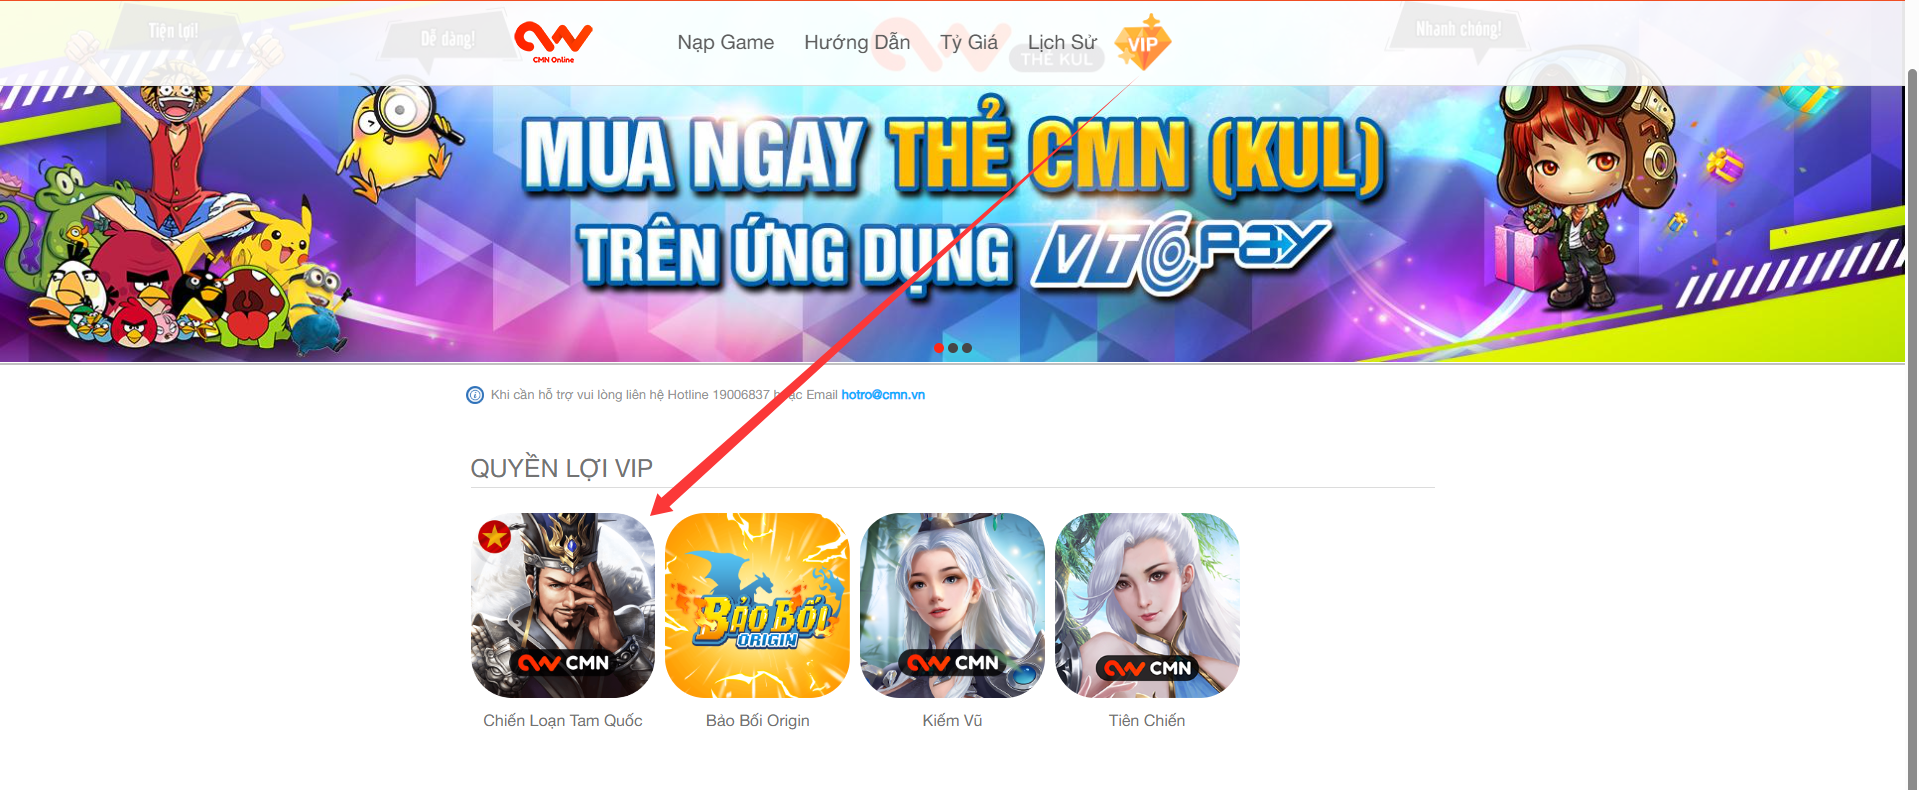 Tiện lợi!
Dễ dàng!
CMN Online
Nạp Game
Hướng Dẫn
Tỷ Giá
Lịch Sử
VIP
THẺ KUL
Nhanh chóng!
MUA NGAY THẺ CMN (KUL)
TRÊN ỨNG DỤNG VTC Pay
Khi cần hỗ trợ vui lòng liên hệ Hotline 19006837 hoặc Email hotro@cmn.vn
QUYỀN LỢI VIP
CMN
BẢO BỐI
ORIGIN
CMN
CMN
Chiến Loạn Tam Quốc
Bảo Bối Origin
Kiếm Vũ
Tiên Chiến